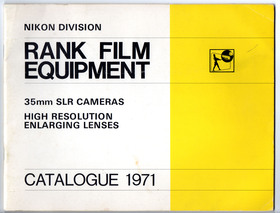 NIKON DIVISION
RANK FILM
EQUIPMENT
35mm SLR CAMERAS
HIGH RESOLUTION
ENLARGING LENSES
CATALOGUE 1971